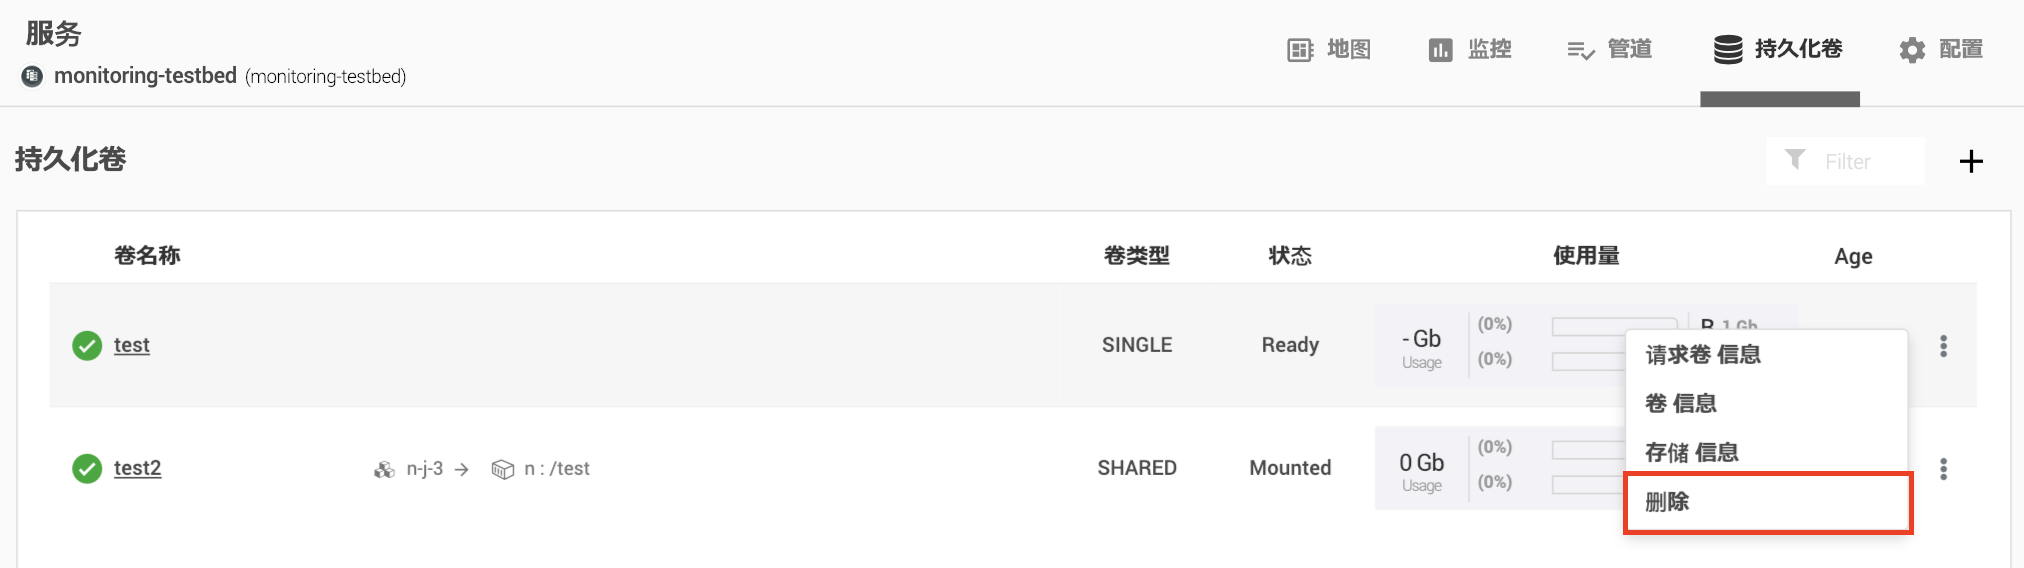 服务
monitoring-testbed (monitoring-testbed)
地图 监控 管道 持久化卷 配置
持久化卷
Filter
卷名称 卷类型 状态 使用量 Age
test SINGLE Ready - Gb Usage (0%) (0%) R 1 Gb
请求卷 信息
卷 信息
存储 信息
删除
test2 n-j-3 → n : /test SHARED Mounted 0 Gb Usage (0%) (0%)